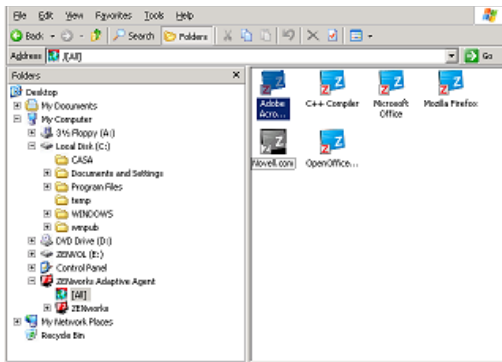 File Edit View Favorites Tools Help
Back Search Folders
Address [All] Go
Folders
Desktop
My Documents
My Computer
3½ Floppy (A:)
Local Disk (C:)
CASA
Documents and Settings
Program Files
temp
WINDOWS
wmpub
DVD Drive (D:)
ZENVOL (E:)
Control Panel
ZENworks Adaptive Agent
[All]
ZENworks
My Network Places
Recycle Bin
Adobe Acro...
C++ Compiler
Microsoft Office
Mozilla Firefox
Novell.com
OpenOffice...